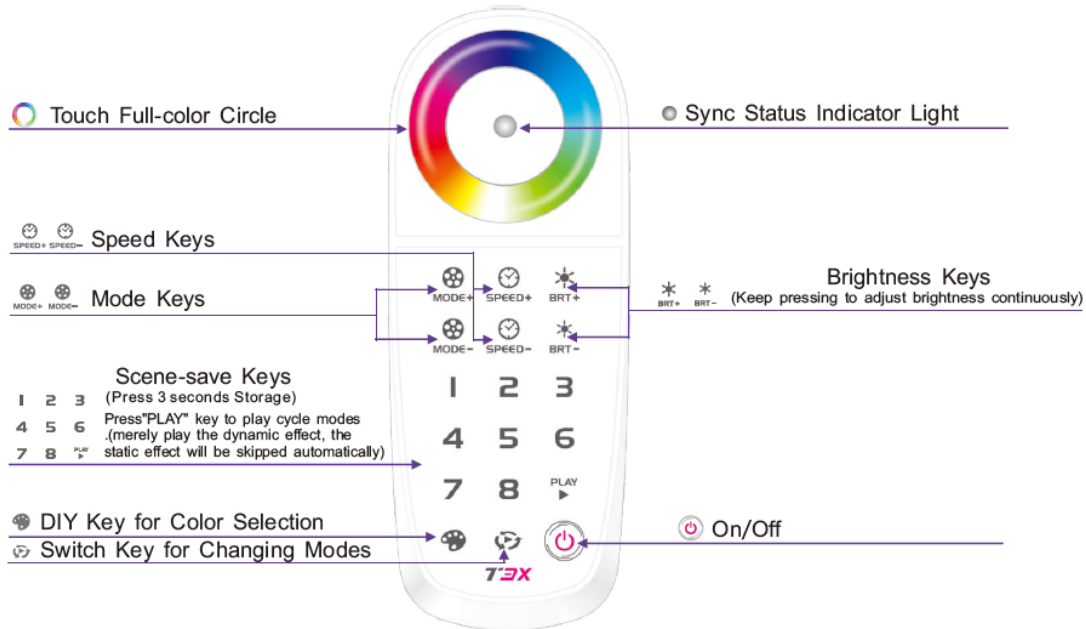 Touch Full-color Circle
Sync Status Indicator Light
SPEED+ SPEED- Speed Keys
MODE+ MODE- Mode Keys
MODE+ SPEED+ BRT+
MODE- SPEED- BRT-
Brightness Keys
BRT+ BRT- (Keep pressing to adjust brightness continuously)
Scene-save Keys
1 2 3 (Press 3 seconds Storage)
4 5 6 Press"PLAY" key to play cycle modes
.(merely play the dynamic effect, the
7 8 PLAY static effect will be skipped automatically)
1 2 3
4 5 6
7 8 PLAY
DIY Key for Color Selection
Switch Key for Changing Modes
On/Off
T3X